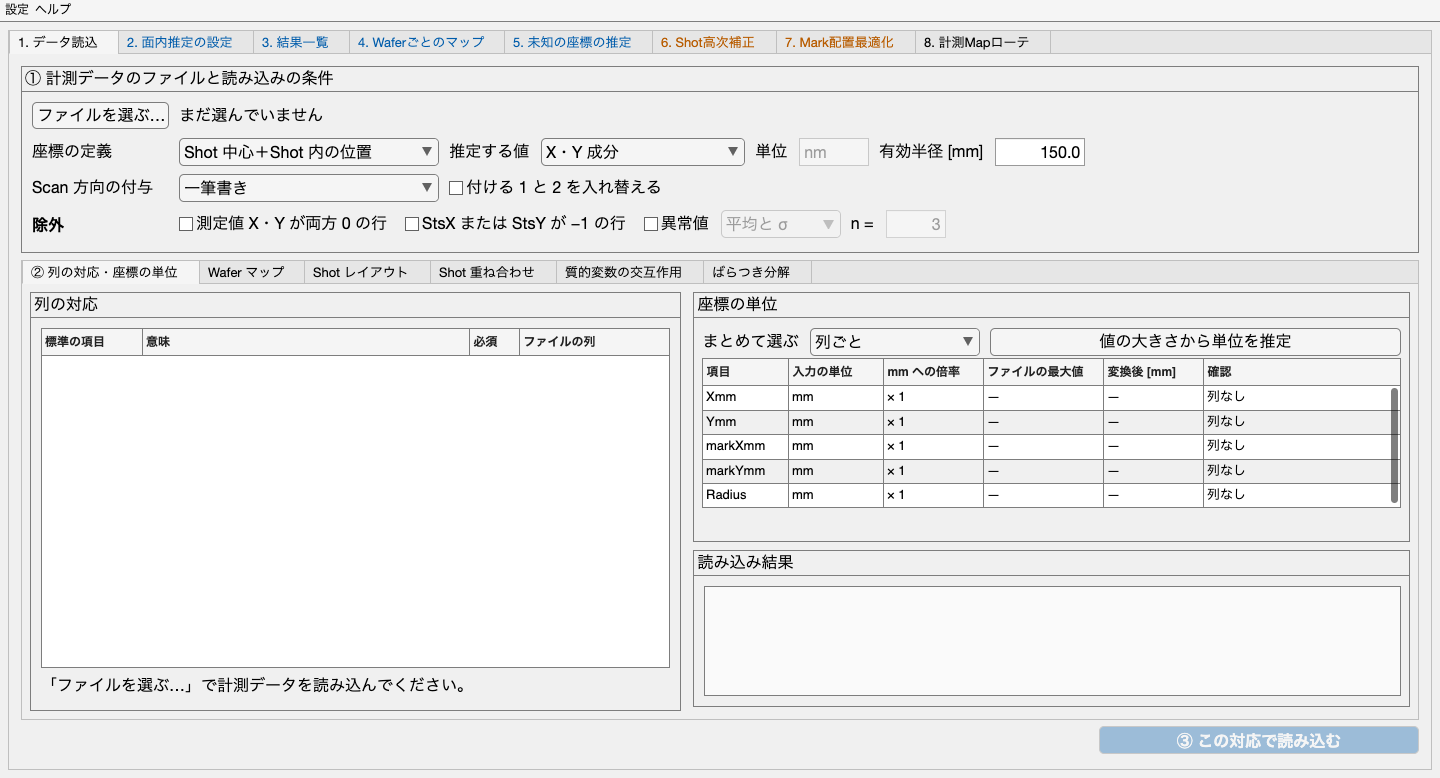 設定 ヘルプ
1. データ読込 2. 面内推定の設定 3. 結果一覧 4. Waferごとのマップ 5. 未知の座標の推定 6. Shot高次補正 7. Mark配置最適化 8. 計測Mapローテ
① 計測データのファイルと読み込みの条件
ファイルを選ぶ... まだ選んでいません
座標の定義 Shot 中心＋Shot 内の位置 推定する値 X・Y 成分 単位 nm 有効半径 [mm] 150.0
Scan 方向の付与 一筆書き 付ける 1 と 2 を入れ替える
除外 測定値 X・Y が両方 0 の行 StsX または StsY が −1 の行 異常値 平均と σ n = 3
② 列の対応・座標の単位 Wafer マップ Shot レイアウト Shot 重ね合わせ 質的変数の交互作用 ばらつき分解
列の対応
標準の項目 意味 必須 ファイルの列
「ファイルを選ぶ...」で計測データを読み込んでください。
座標の単位
まとめて選ぶ 列ごと 値の大きさから単位を推定
項目 入力の単位 mm への倍率 ファイルの最大値 変換後 [mm] 確認
Xmm mm × 1 — — 列なし
Ymm mm × 1 — — 列なし
markXmm mm × 1 — — 列なし
markYmm mm × 1 — — 列なし
Radius mm × 1 — — 列なし
読み込み結果
③ この対応で読み込む